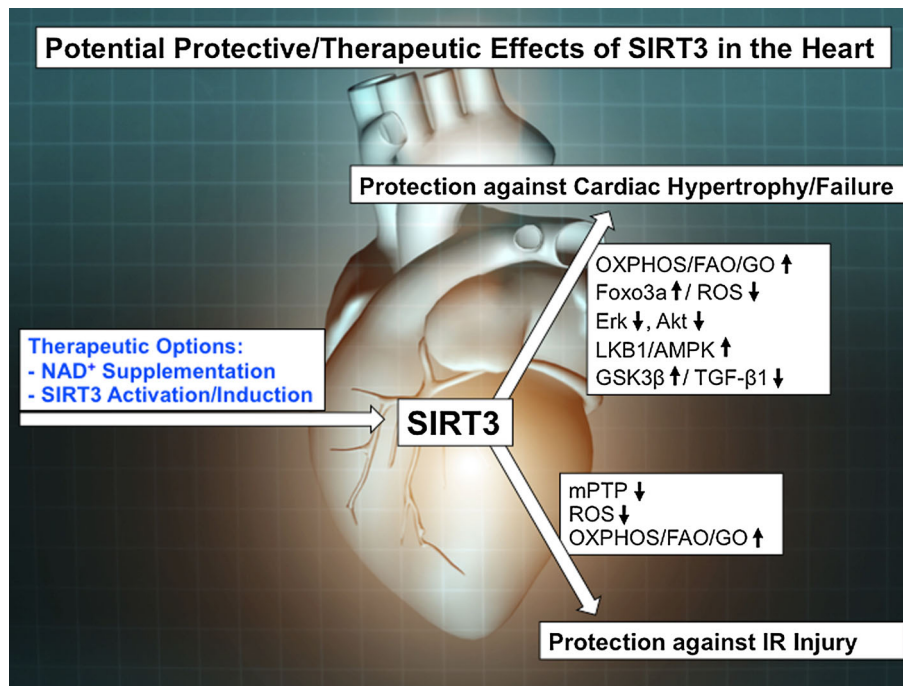 Potential Protective/Therapeutic Effects of SIRT3 in the Heart
Protection against Cardiac Hypertrophy/Failure
OXPHOS/FAO/GO ↑
Foxo3a ↑ / ROS ↓
Erk ↓, Akt ↓
LKB1/AMPK ↑
GSK3β ↑ / TGF-β1 ↓
Therapeutic Options:
- NAD⁺ Supplementation
- SIRT3 Activation/Induction
SIRT3
mPTP ↓
ROS ↓
OXPHOS/FAO/GO ↑
Protection against IR Injury